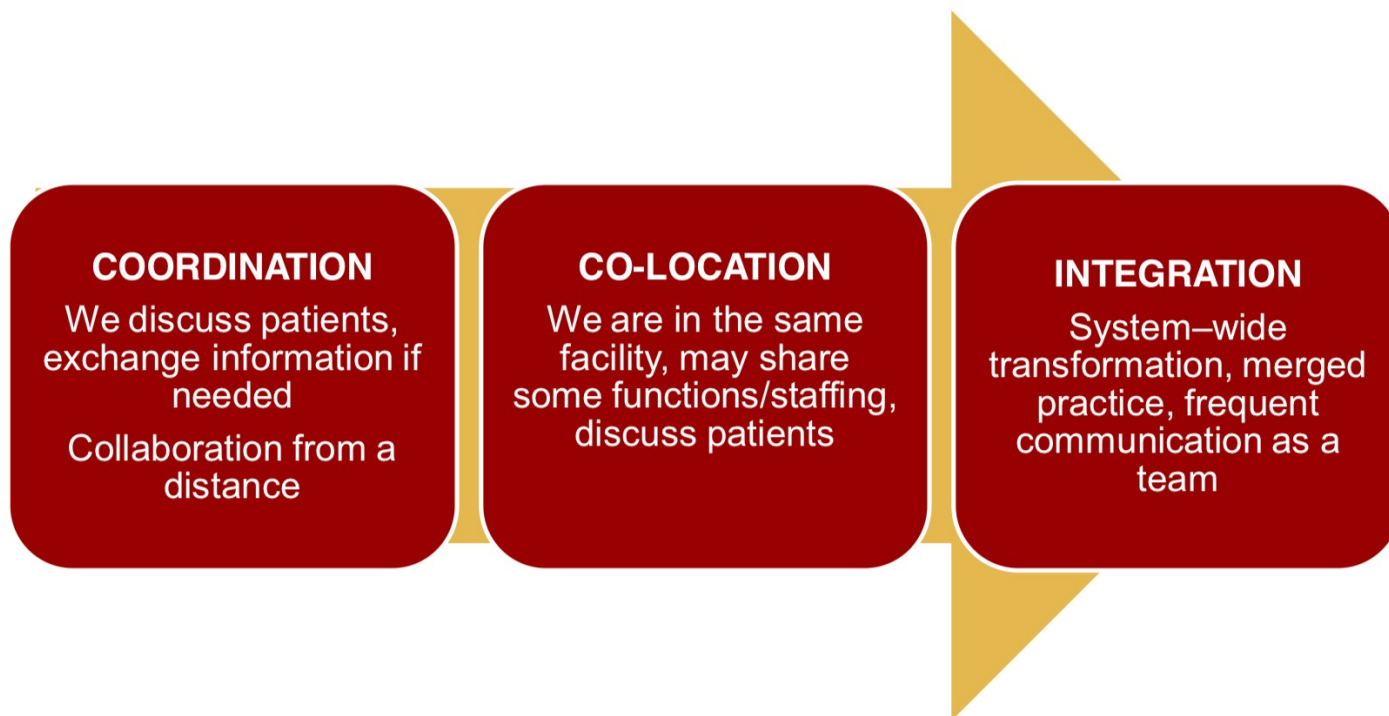 COORDINATION
We discuss patients,
exchange information if
needed
Collaboration from a
distance
CO-LOCATION
We are in the same
facility, may share
some functions/staffing,
discuss patients
INTEGRATION
System–wide
transformation, merged
practice, frequent
communication as a
team